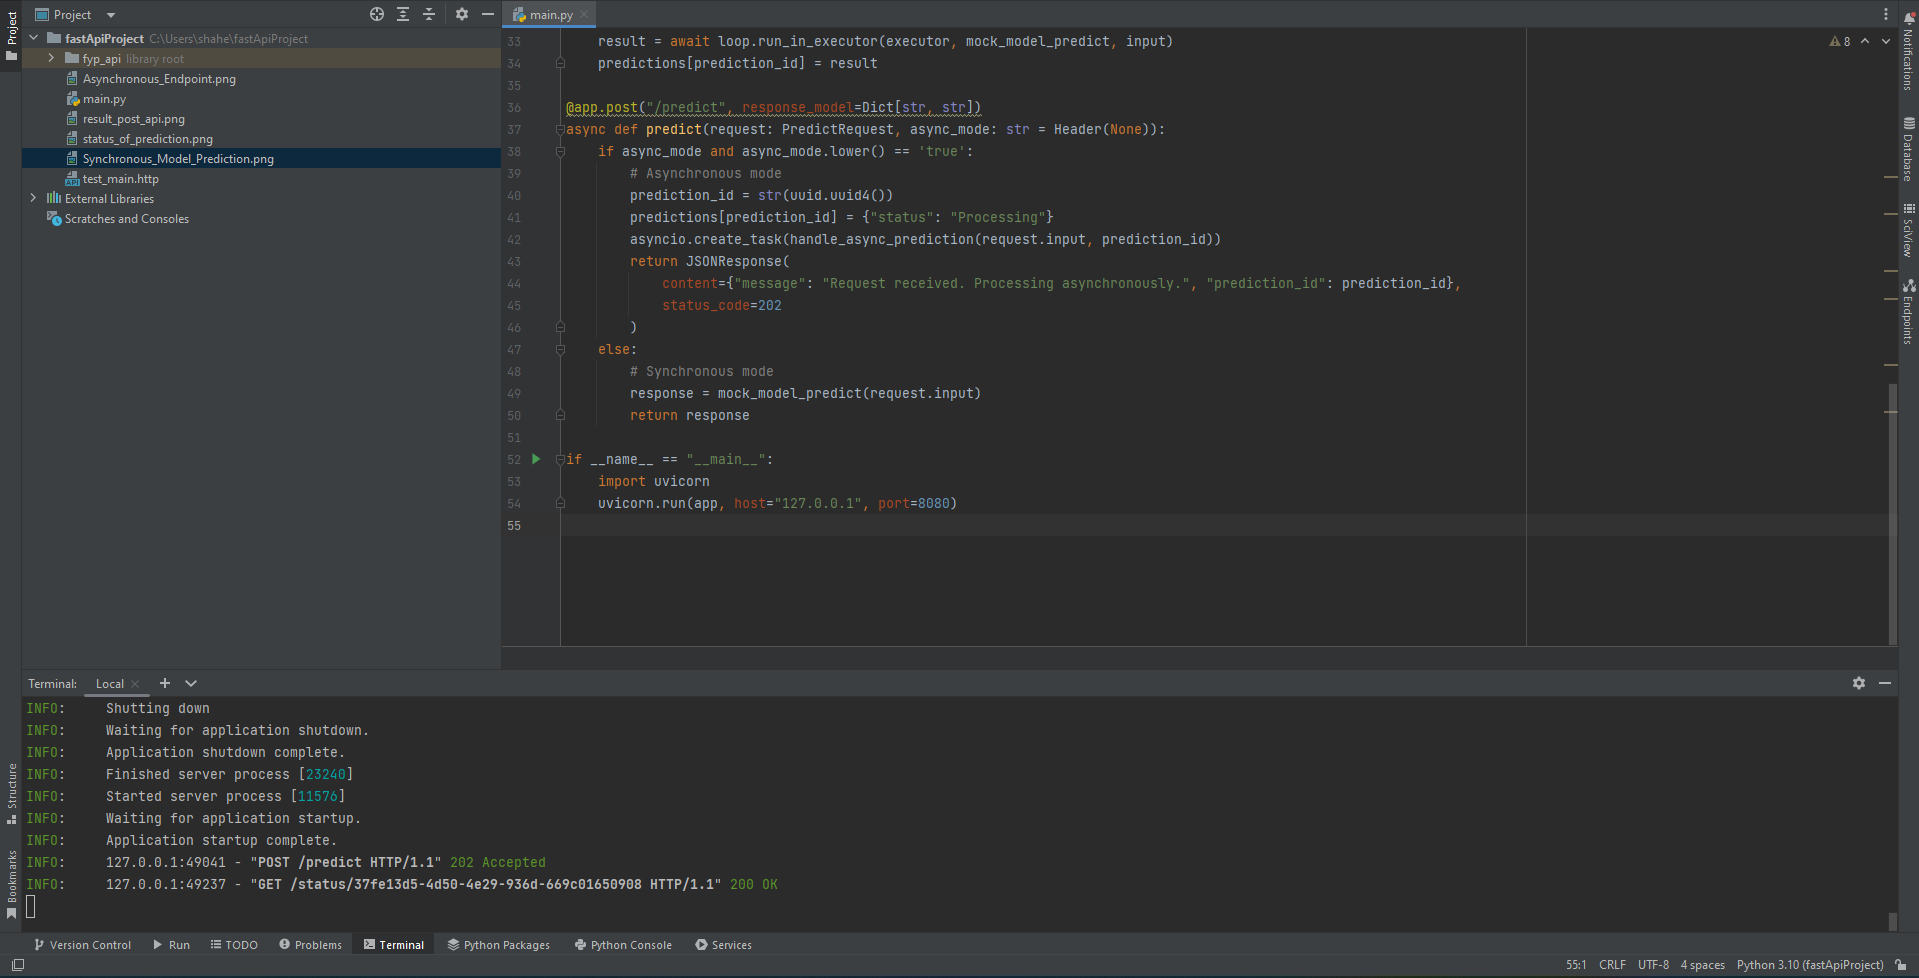 Project
main.py
Project
fastApiProject C:\Users\shahe\fastApiProject
fyp_api library root
Asynchronous_Endpoint.png
main.py
result_post_api.png
status_of_prediction.png
Synchronous_Model_Prediction.png
test_main.http
External Libraries
Scratches and Consoles
33 result = await loop.run_in_executor(executor, mock_model_predict, input)
34 predictions[prediction_id] = result
35
36 @app.post("/predict", response_model=Dict[str, str])
37 async def predict(request: PredictRequest, async_mode: str = Header(None)):
38 if async_mode and async_mode.lower() == 'true':
39 # Asynchronous mode
40 prediction_id = str(uuid.uuid4())
41 predictions[prediction_id] = {"status": "Processing"}
42 asyncio.create_task(handle_async_prediction(request.input, prediction_id))
43 return JSONResponse(
44 content={"message": "Request received. Processing asynchronously.", "prediction_id": prediction_id},
45 status_code=202
46 )
47 else:
48 # Synchronous mode
49 response = mock_model_predict(request.input)
50 return response
51
52 if __name__ == "__main__":
53 import uvicorn
54 uvicorn.run(app, host="127.0.0.1", port=8080)
55
8
Notifications
Database
SciView
Endpoints
Terminal: Local
INFO: Shutting down
INFO: Waiting for application shutdown.
INFO: Application shutdown complete.
INFO: Finished server process [23240]
INFO: Started server process [11576]
INFO: Waiting for application startup.
INFO: Application startup complete.
INFO: 127.0.0.1:49041 - "POST /predict HTTP/1.1" 202 Accepted
INFO: 127.0.0.1:49237 - "GET /status/37fe13d5-4d50-4e29-936d-669c01650908 HTTP/1.1" 200 OK
Structure
Bookmarks
Version Control Run TODO Problems Terminal Python Packages Python Console Services
55:1 CRLF UTF-8 4 spaces Python 3.10 (fastApiProject)